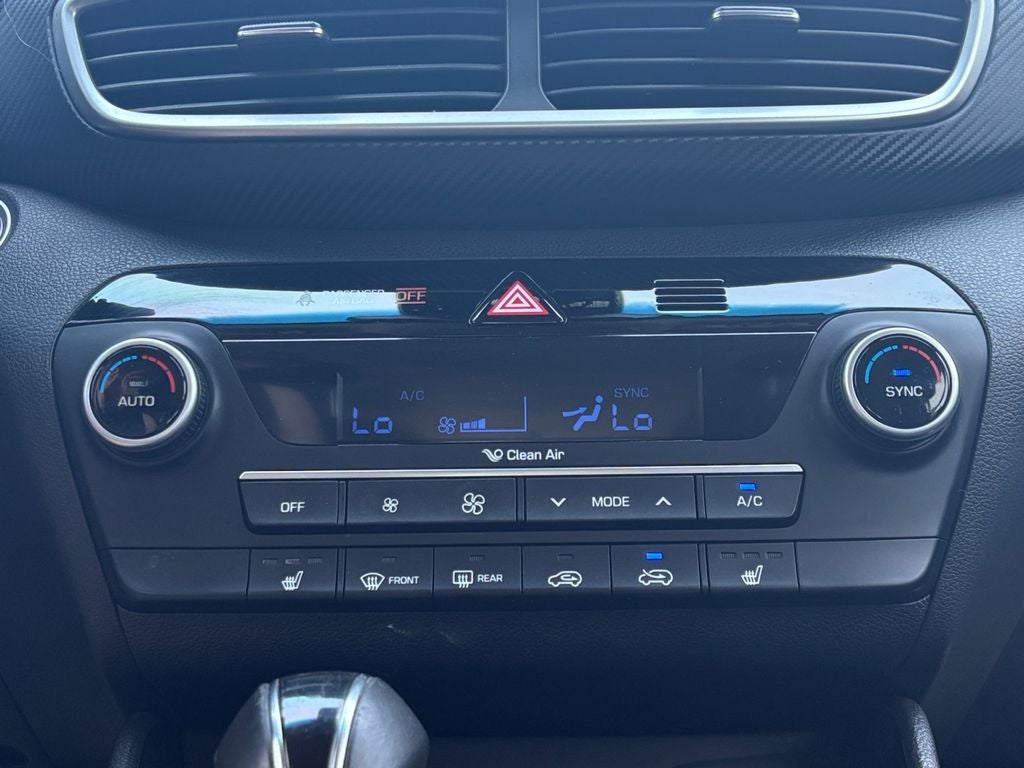 PASSENGER OFF
AIR BAG
AUTO
SYNC
A/C SYNC
Lo Lo
Clean Air
OFF MODE A/C
FRONT REAR